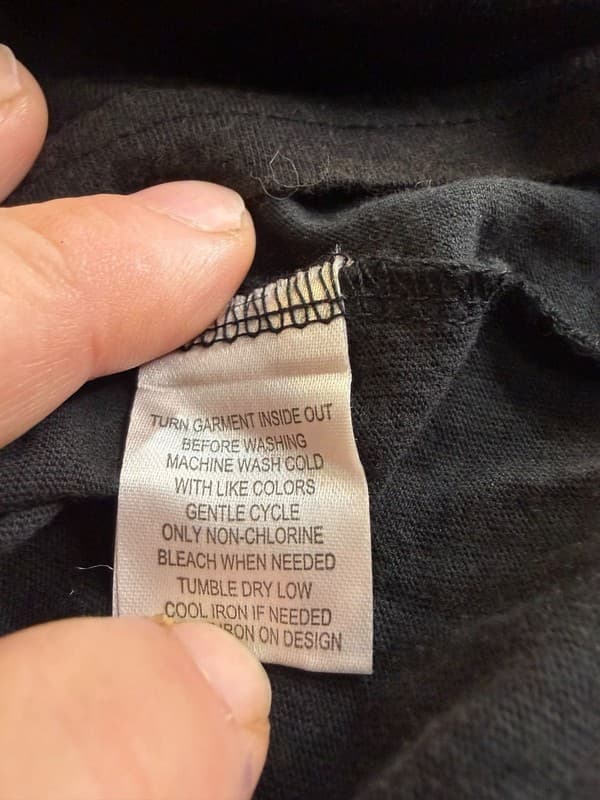 TURN GARMENT INSIDE OUT
BEFORE WASHING
MACHINE WASH COLD
WITH LIKE COLORS
GENTLE CYCLE
ONLY NON-CHLORINE
BLEACH WHEN NEEDED
TUMBLE DRY LOW
COOL IRON IF NEEDED
IRON ON DESIGN